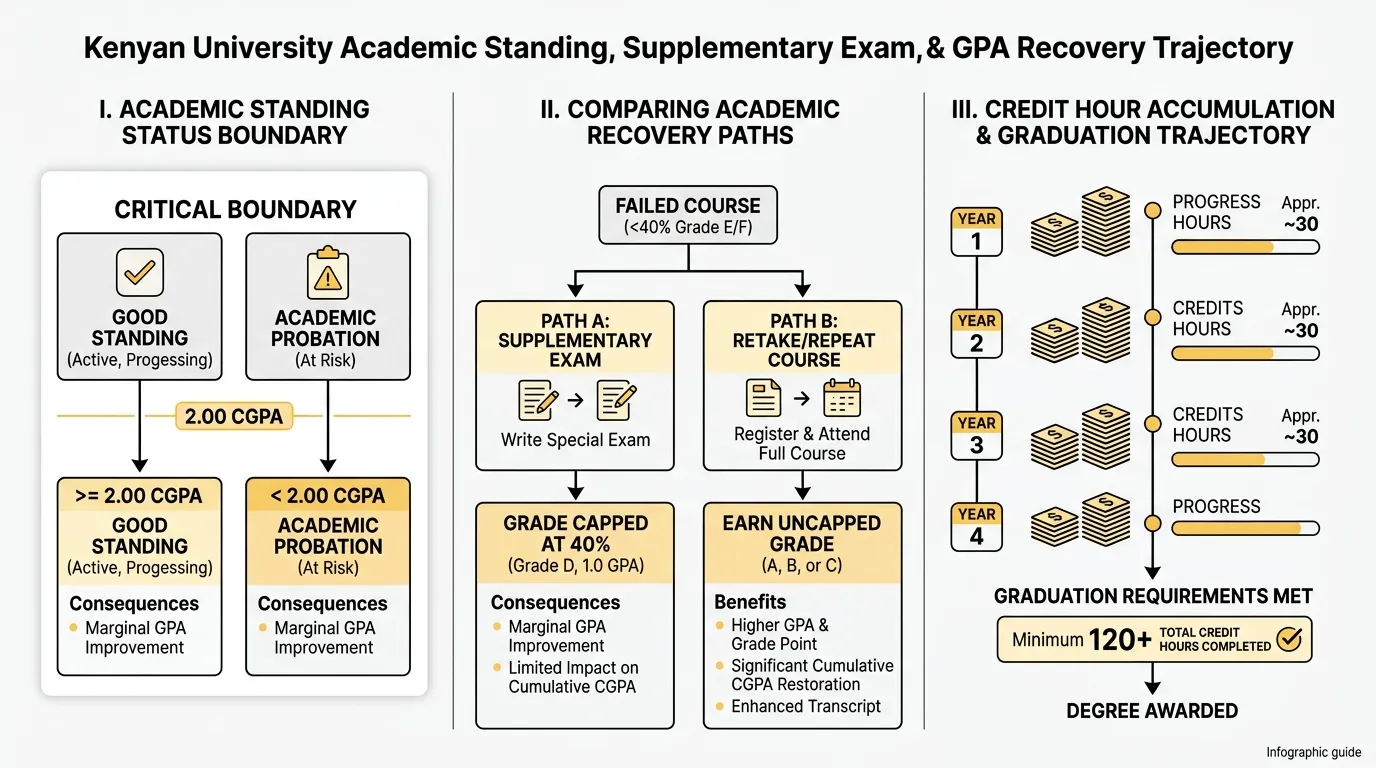 Kenyan University Academic Standing, Supplementary Exam, & GPA Recovery Trajectory
I. ACADEMIC STANDING
STATUS BOUNDARY
CRITICAL BOUNDARY
GOOD
STANDING
(Active, Progessing)
ACADEMIC
PROBATION
(At Risk)
2.00 CGPA
>= 2.00 CGPA
GOOD
STANDING
(Active, Progessing)
Consequences
Marginal GPA
Improvement
< 2.00 CGPA
ACADEMIC
PROBATION
(At Risk)
Consequences
Marginal GPA
Improvement
II. COMPARING ACADEMIC
RECOVERY PATHS
FAILED COURSE
(<40% Grade E/F)
PATH A:
SUPPLEMENTARY
EXAM
Write Special Exam
GRADE CAPPED
AT 40%
(Grade D, 1.0 GPA)
Consequences
Marginal GPA
Improvement
Limited Impact on
Cumulative CGPA
PATH B:
RETAKE/REPEAT
COURSE
Register & Attend
Full Course
EARN UNCAPPED
GRADE
(A, B, or C)
Benefits
Higher GPA &
Grade Point
Significant Cumulative
CGPA Restoration
Enhanced Transcript
III. CREDIT HOUR ACCUMULATION
& GRADUATION TRAJECTORY
YEAR
1
$ $
PROGRESS
HOURS
Appr.
~30
YEAR
2
$ $
CREDITS
HOURS
Appr.
~30
YEAR
3
$ $
CREDITS
HOURS
Appr.
~30
YEAR
4
$ $
PROGRESS
GRADUATION REQUIREMENTS MET
Minimum 120+ TOTAL CREDIT
HOURS COMPLETED
DEGREE AWARDED
Infographic guide